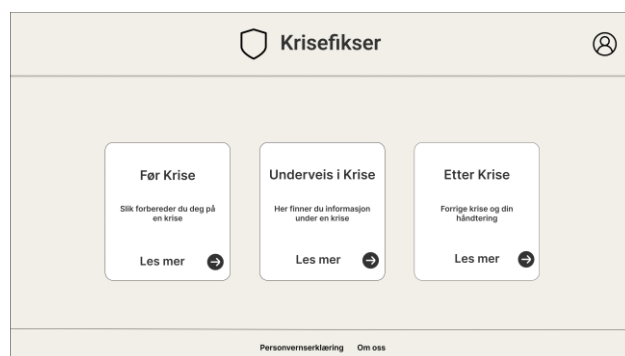 Krisefikser
Før Krise
Slik forbereder du deg på
en krise
Les mer
Underveis i Krise
Her finner du informasjon
under en krise
Les mer
Etter Krise
Forrige krise og din
håndtering
Les mer
Personvernserklæring Om oss